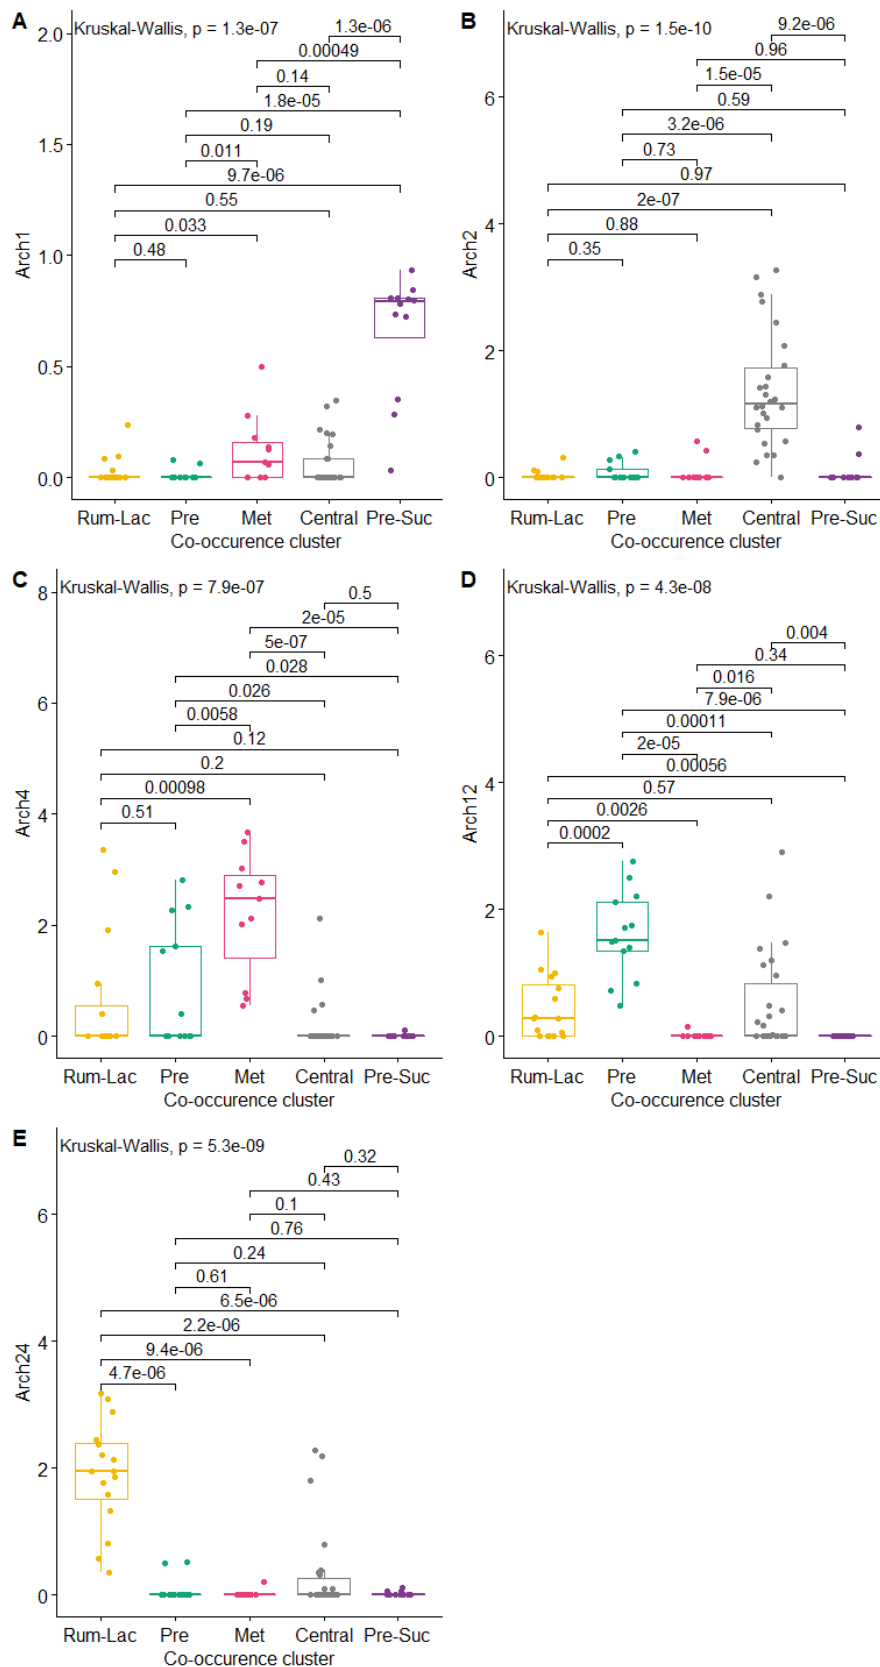 A
Kruskal-Wallis, p = 1.3e-07
1.3e-06
0.00049
0.14
1.8e-05
0.19
0.011
9.7e-06
0.55
0.033
0.48
2.0
1.5
1.0
0.5
0.0
Arch1
Rum-Lac Pre Met Central Pre-Suc
Co-occurence cluster
B
Kruskal-Wallis, p = 1.5e-10
9.2e-06
0.96
1.5e-05
0.59
3.2e-06
0.73
0.97
2e-07
0.88
0.35
6
4
2
0
Arch2
Rum-Lac Pre Met Central Pre-Suc
Co-occurence cluster
C
Kruskal-Wallis, p = 7.9e-07
0.5
2e-05
5e-07
0.028
0.026
0.0058
0.12
0.2
0.00098
0.51
8
6
4
2
0
Arch4
Rum-Lac Pre Met Central Pre-Suc
Co-occurence cluster
D
Kruskal-Wallis, p = 4.3e-08
0.004
0.34
0.016
7.9e-06
0.00011
2e-05
0.00056
0.57
0.0026
0.0002
6
4
2
0
Arch12
Rum-Lac Pre Met Central Pre-Suc
Co-occurence cluster
E
Kruskal-Wallis, p = 5.3e-09
0.32
0.43
0.1
0.76
0.24
0.61
6.5e-06
2.2e-06
9.4e-06
4.7e-06
6
4
2
0
Arch24
Rum-Lac Pre Met Central Pre-Suc
Co-occurence cluster